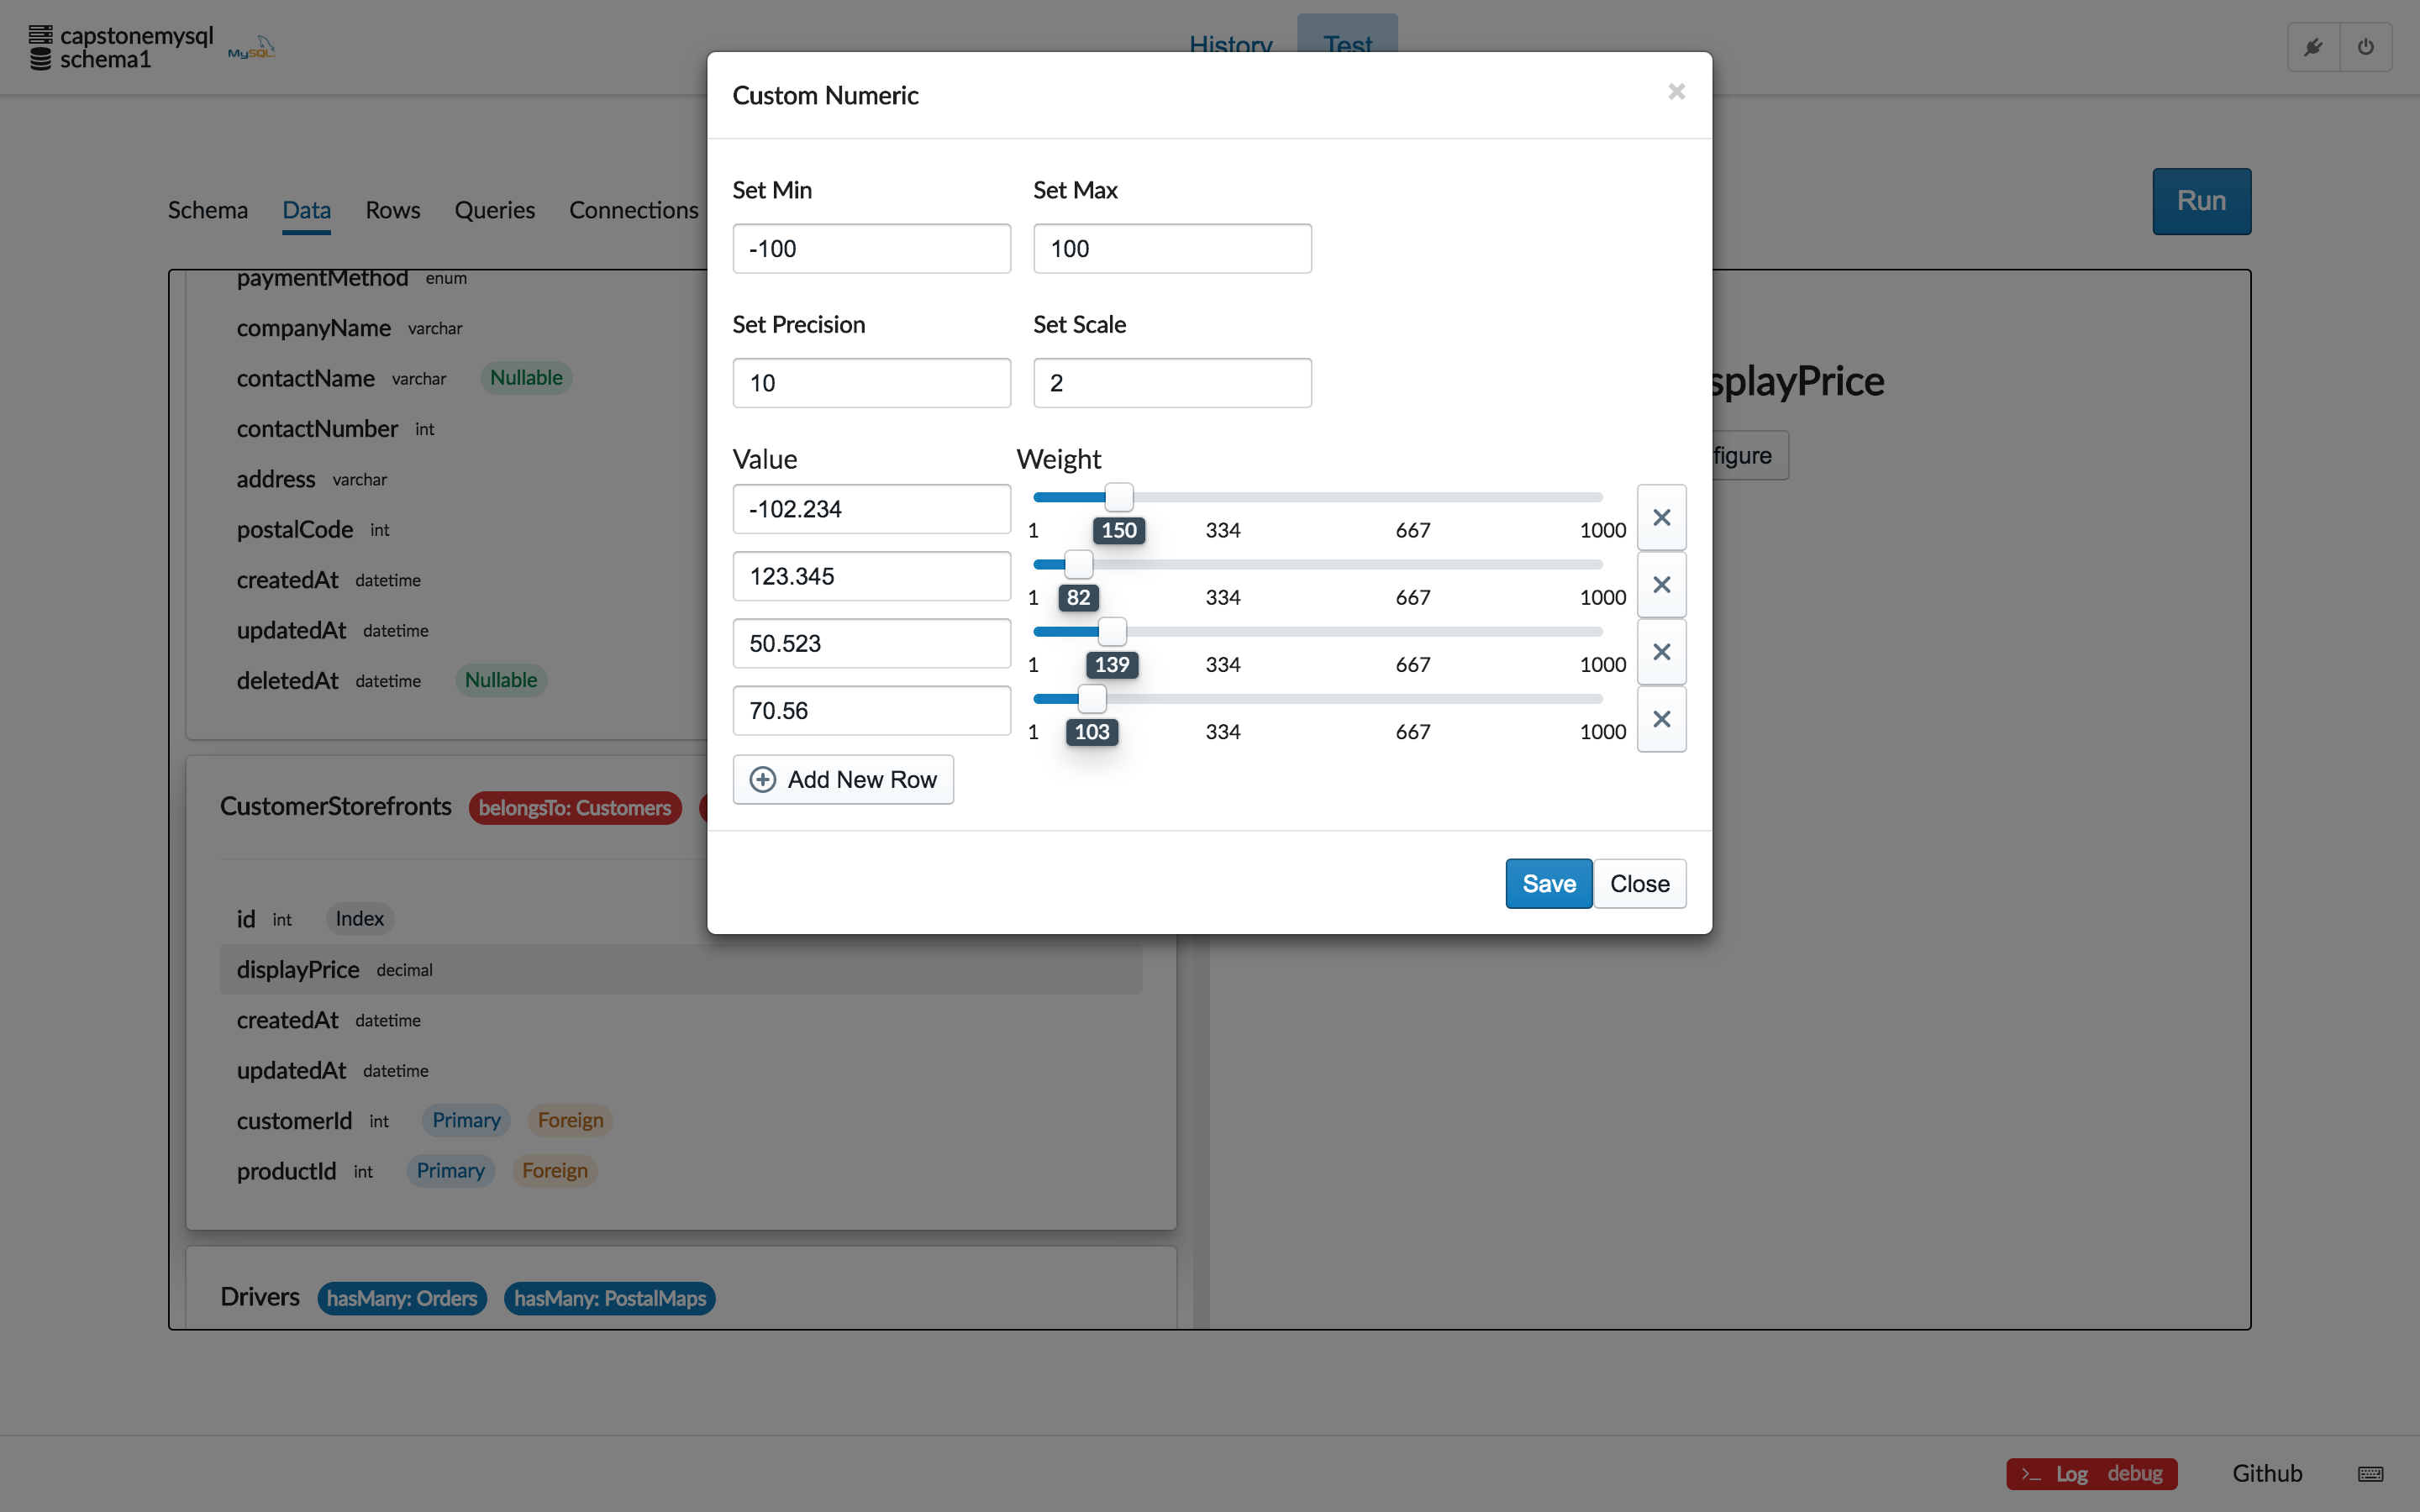 capstonemysql
schema1
MySQL
History
Test
Custom Numeric
Schema
Data
Rows
Queries
Connections
Run
Set Min
Set Max
-100
100
Set Precision
Set Scale
10
2
Value
Weight
-102.234
1
150
334
667
1000
123.345
1
82
334
667
1000
50.523
1
139
334
667
1000
70.56
1
103
334
667
1000
Add New Row
Save
Close
paymentMethod enum
companyName varchar
contactName varchar Nullable
contactNumber int
address varchar
postalCode int
createdAt datetime
updatedAt datetime
deletedAt datetime Nullable
CustomerStorefronts belongsTo: Customers
id int Index
displayPrice decimal
createdAt datetime
updatedAt datetime
customerId int Primary Foreign
productId int Primary Foreign
Drivers hasMany: Orders hasMany: PostalMaps
splayPrice
figure
Log debug
Github